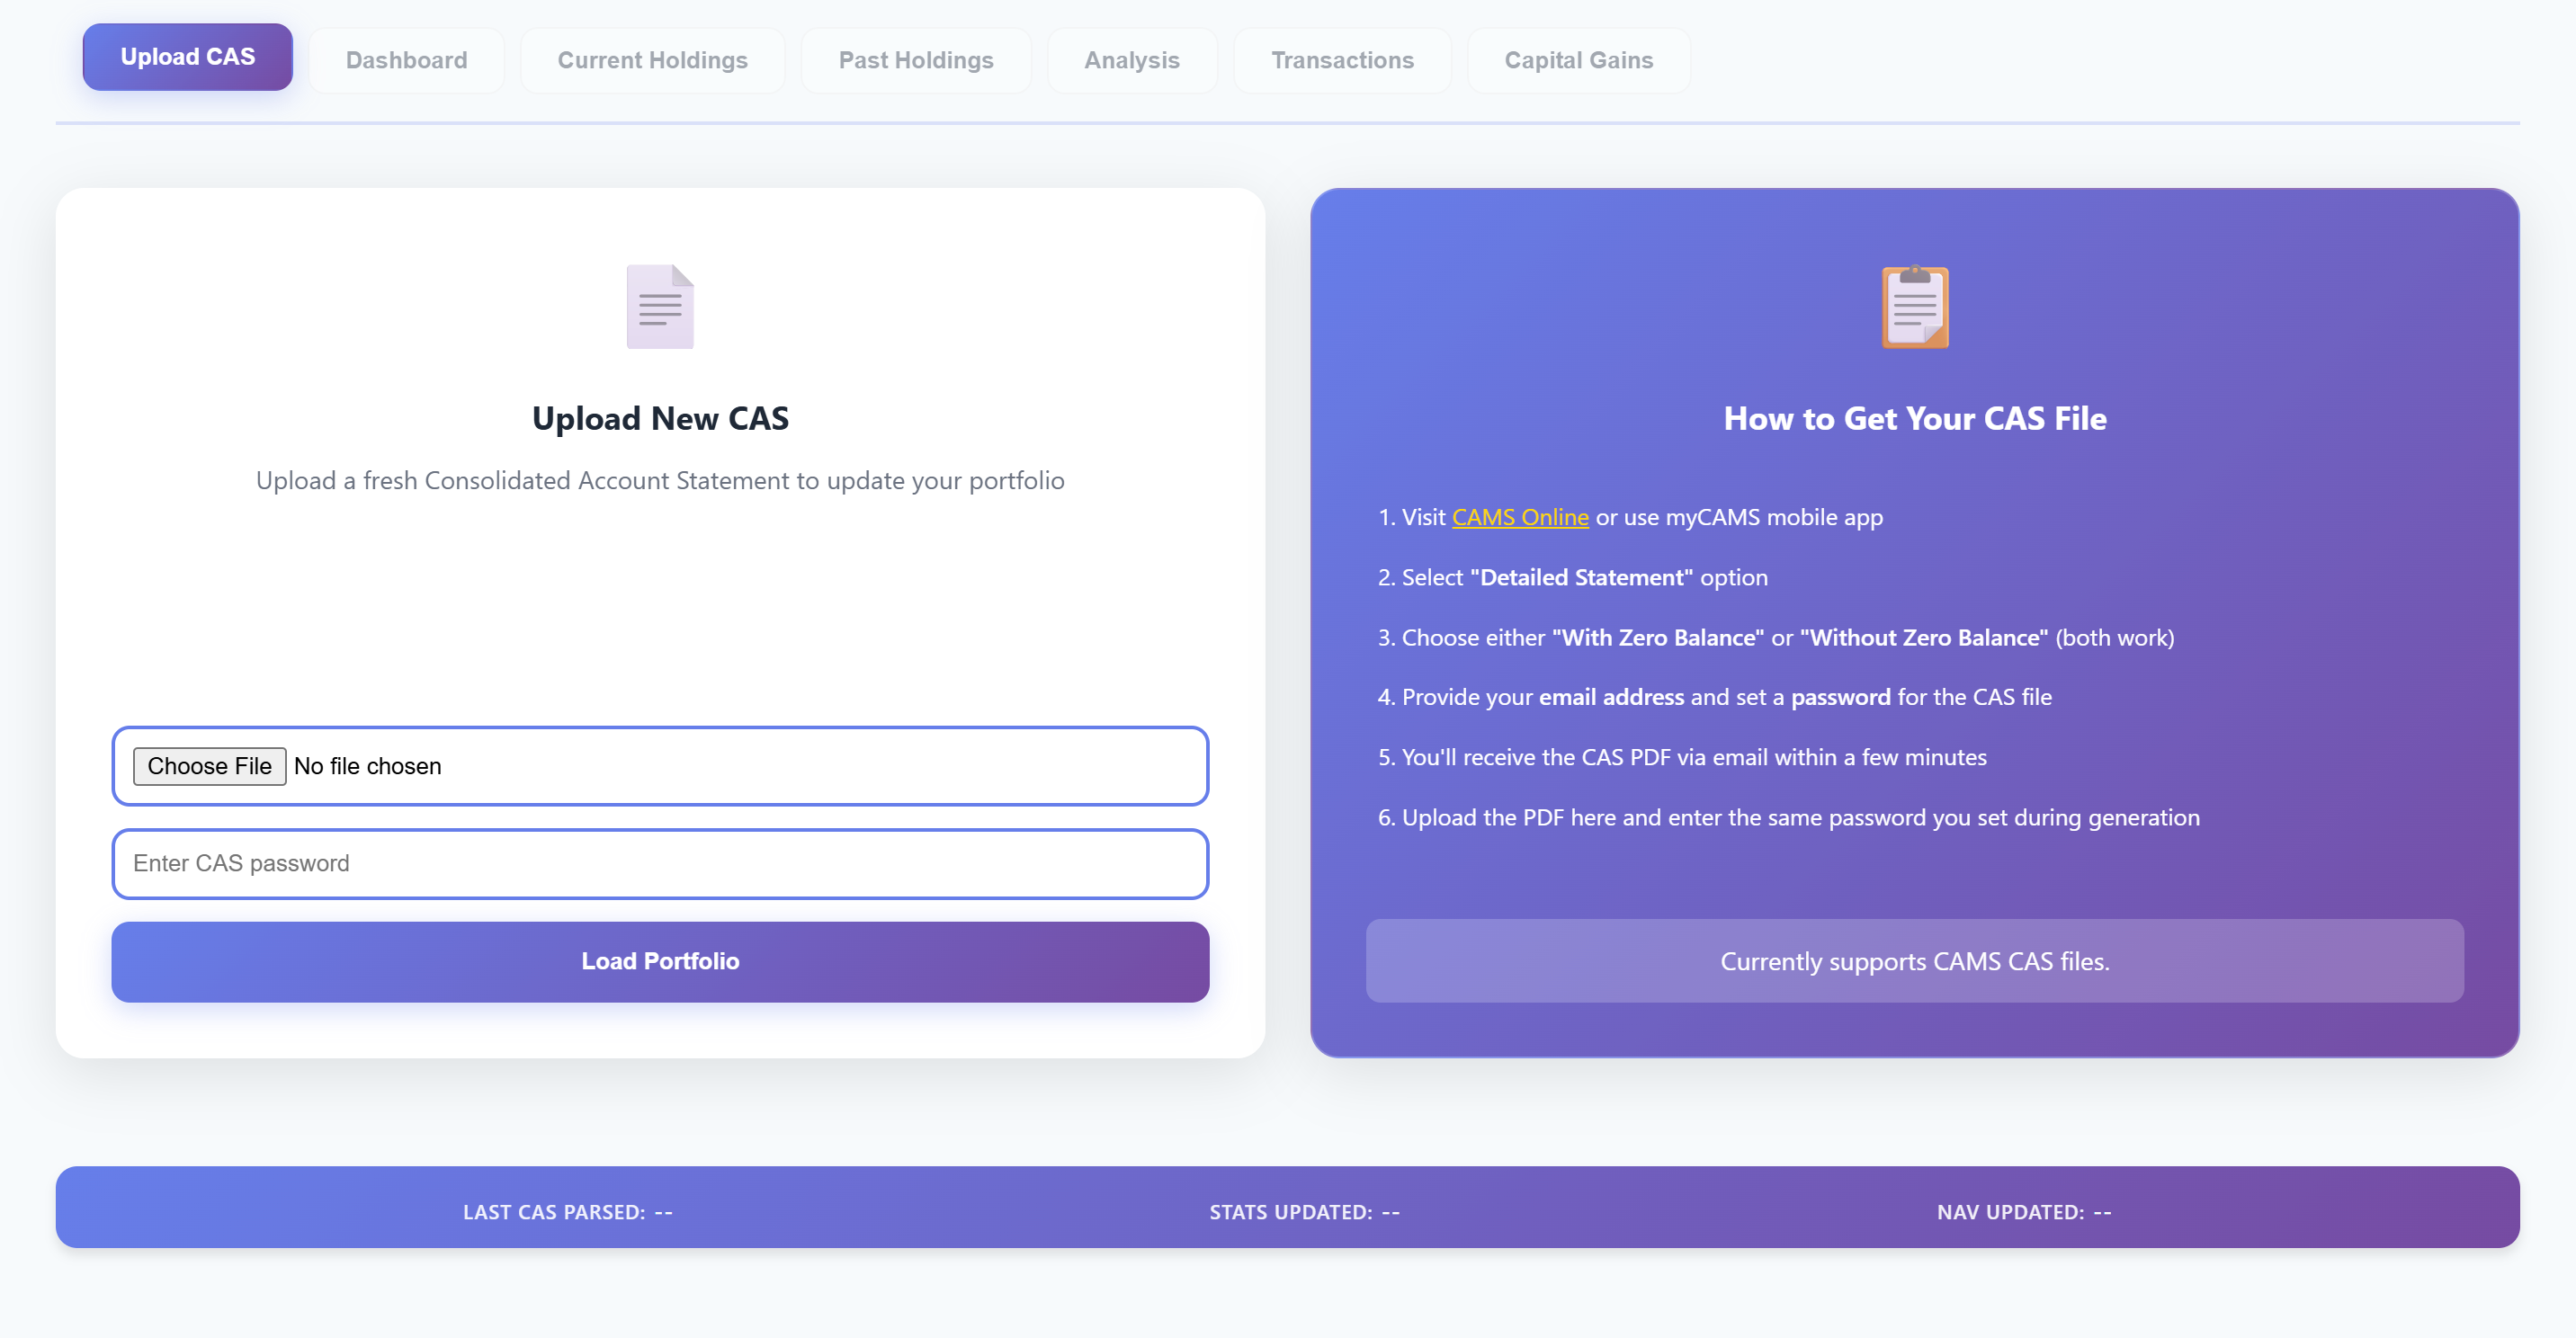 Upload CAS
Dashboard
Current Holdings
Past Holdings
Analysis
Transactions
Capital Gains
Upload New CAS
Upload a fresh Consolidated Account Statement to update your portfolio
Choose File No file chosen
Enter CAS password
Load Portfolio
How to Get Your CAS File
1. Visit CAMS Online or use myCAMS mobile app
2. Select "Detailed Statement" option
3. Choose either "With Zero Balance" or "Without Zero Balance" (both work)
4. Provide your email address and set a password for the CAS file
5. You'll receive the CAS PDF via email within a few minutes
6. Upload the PDF here and enter the same password you set during generation
Currently supports CAMS CAS files.
LAST CAS PARSED: --
STATS UPDATED: --
NAV UPDATED: --